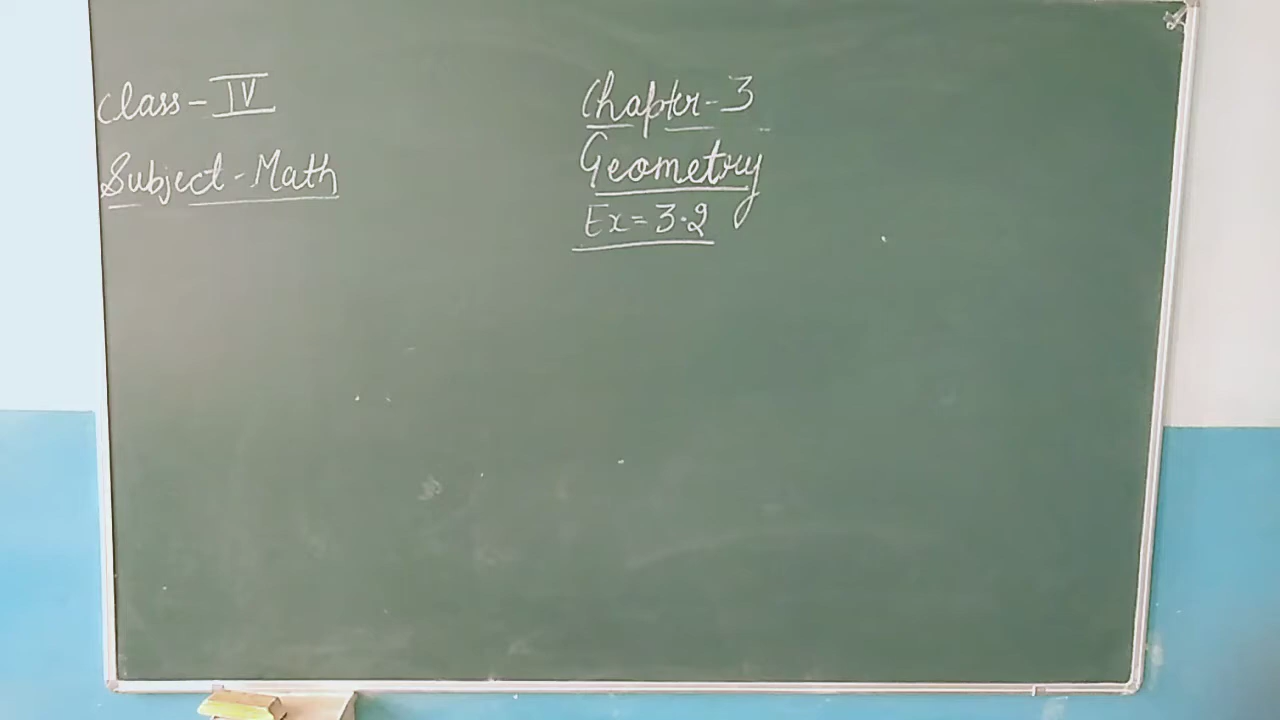 Class - IV
Subject - Math
Chapter - 3
Geometry
Ex = 3.2